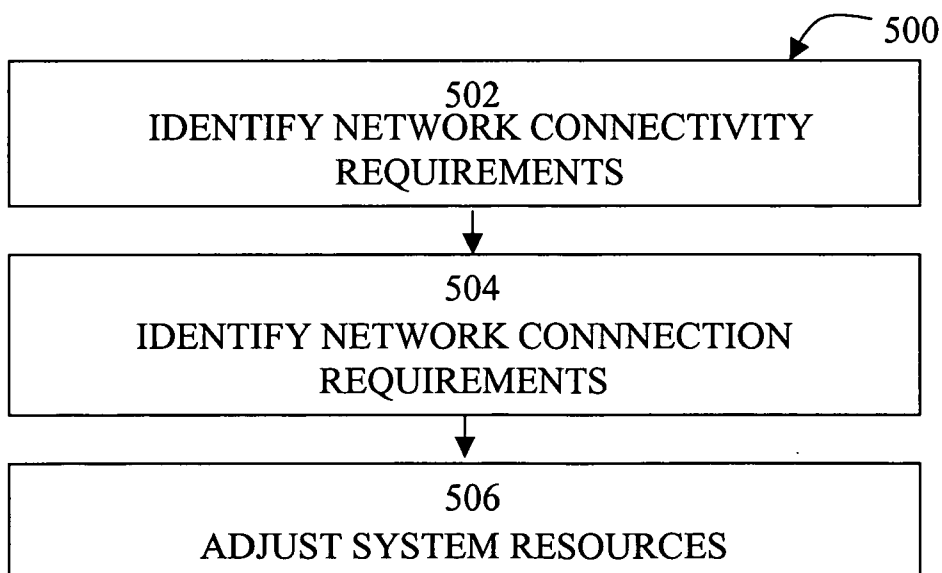 500
502
IDENTIFY NETWORK CONNECTIVITY
REQUIREMENTS
504
IDENTIFY NETWORK CONNNECTION
REQUIREMENTS
506
ADJUST SYSTEM RESOURCES